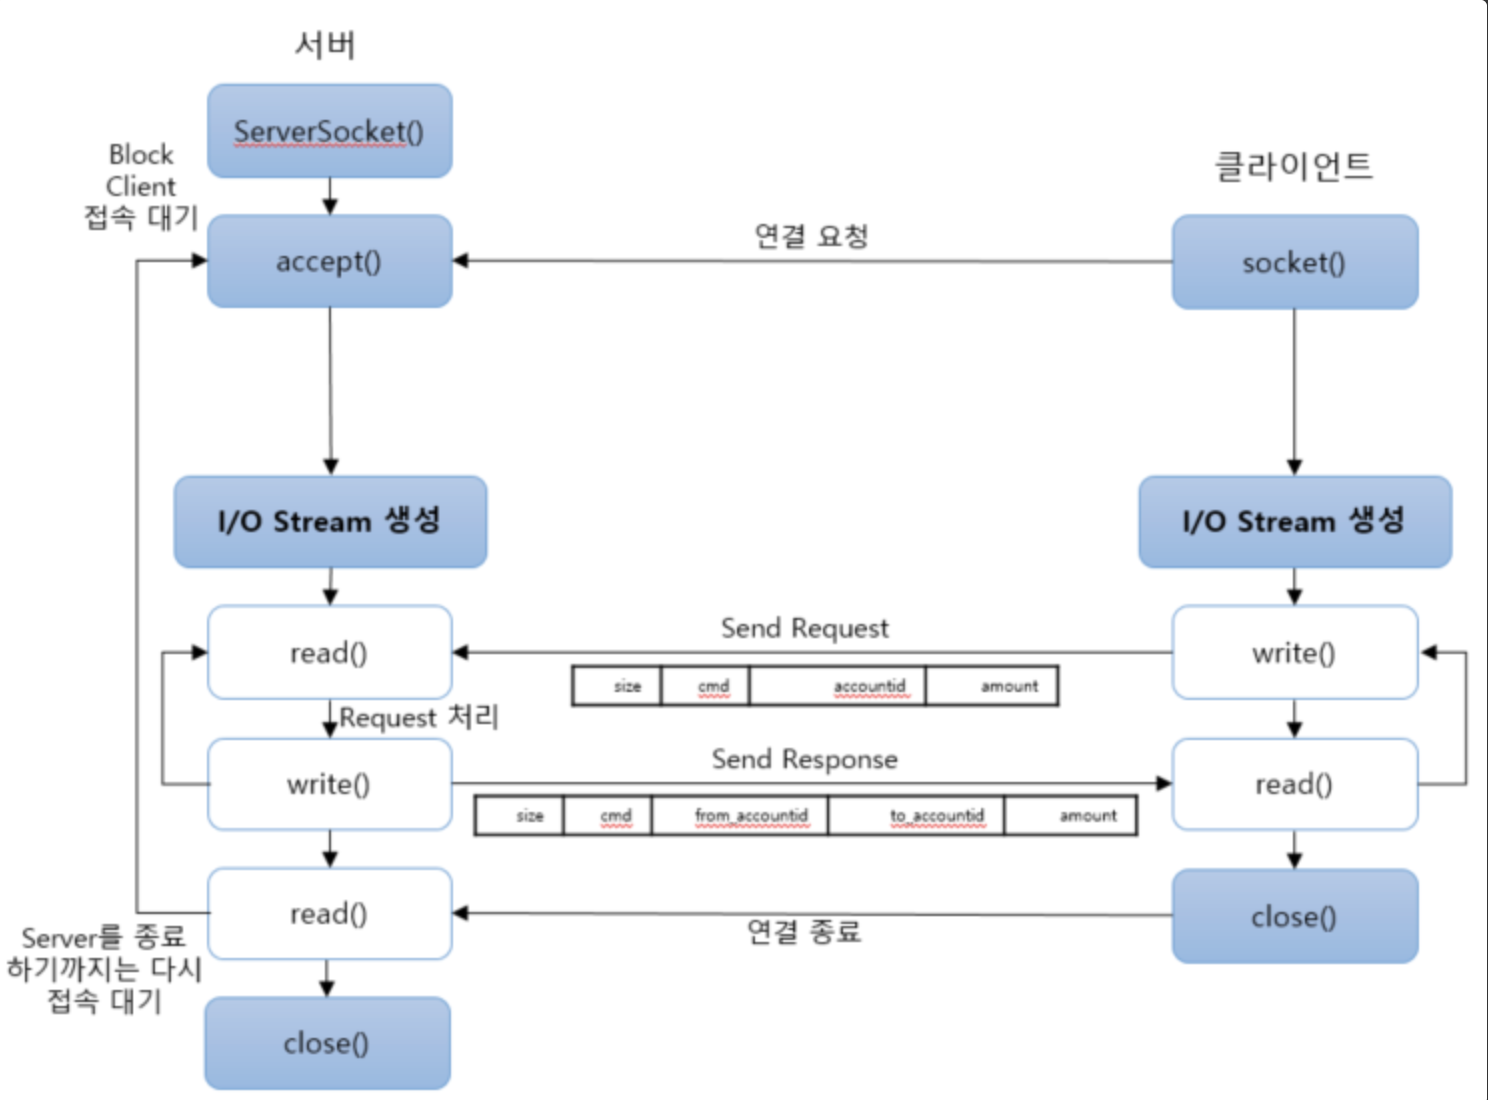 서버
ServerSocket()
Block
Client
접속 대기
클라이언트
accept()
연결 요청
socket()
I/O Stream 생성
I/O Stream 생성
Send Request
read()
write()
size cmd accountid amount
Request 처리
Send Response
write()
read()
size cmd from_accountid to_accountid amount
read()
연결 종료
close()
Server를 종료
하기까지는 다시
접속 대기
close()